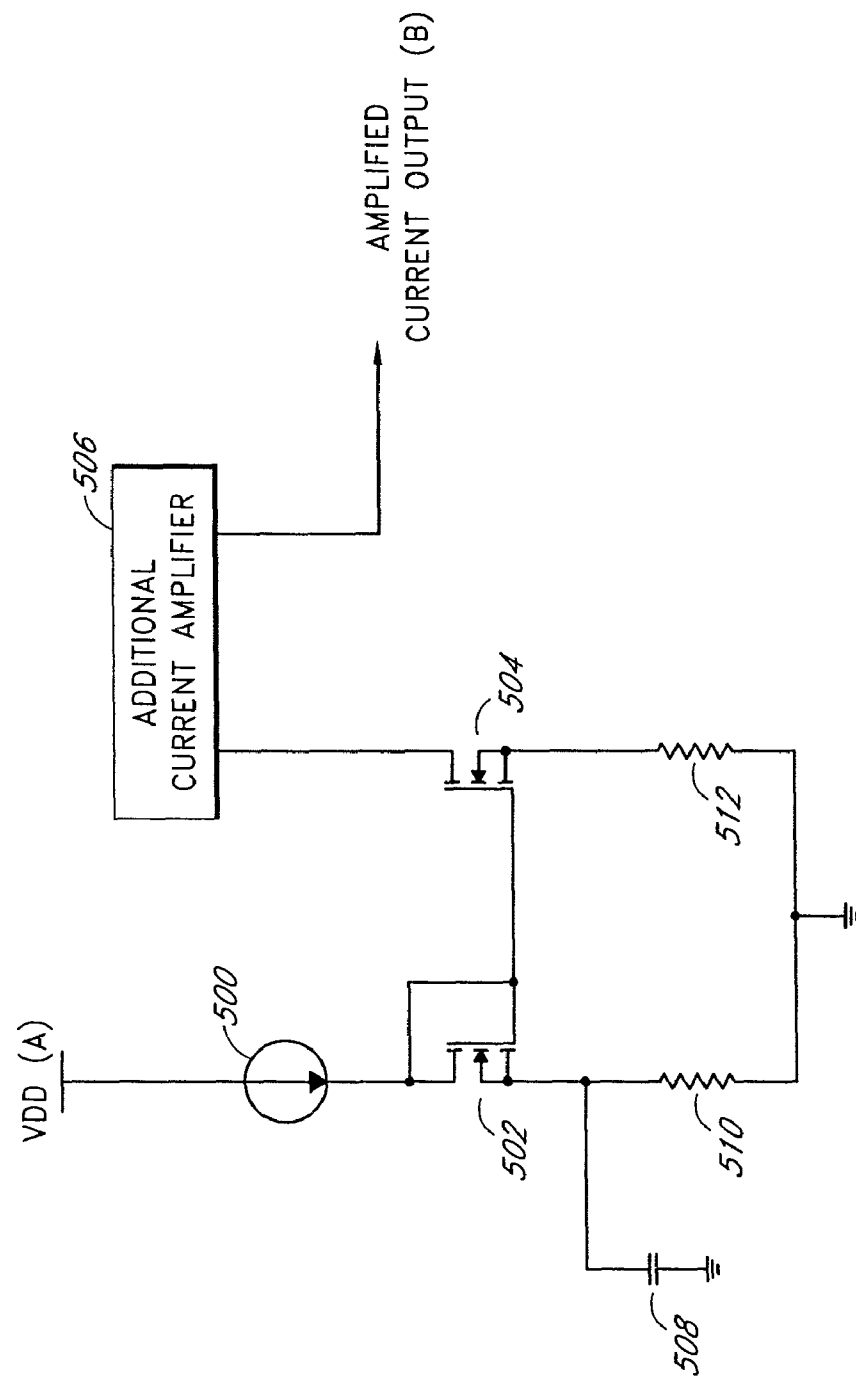 VDD (A)
500
502
510
508
ADDITIONAL
CURRENT AMPLIFIER
506
504
512
AMPLIFIED
CURRENT OUTPUT (B)